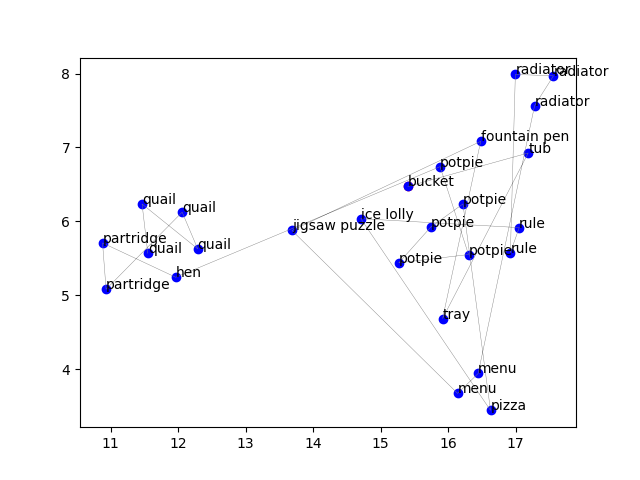 8
radiator
radiator
radiator
7
fountain pen
tub
potpie
bucket
quail
quail
potpie
6
ice lolly
jigsaw puzzle
potpie
rule
partridge
quail
quail
potpie
potpie
rule
hen
5
partridge
tray
4
menu
menu
pizza
11 12 13 14 15 16 17